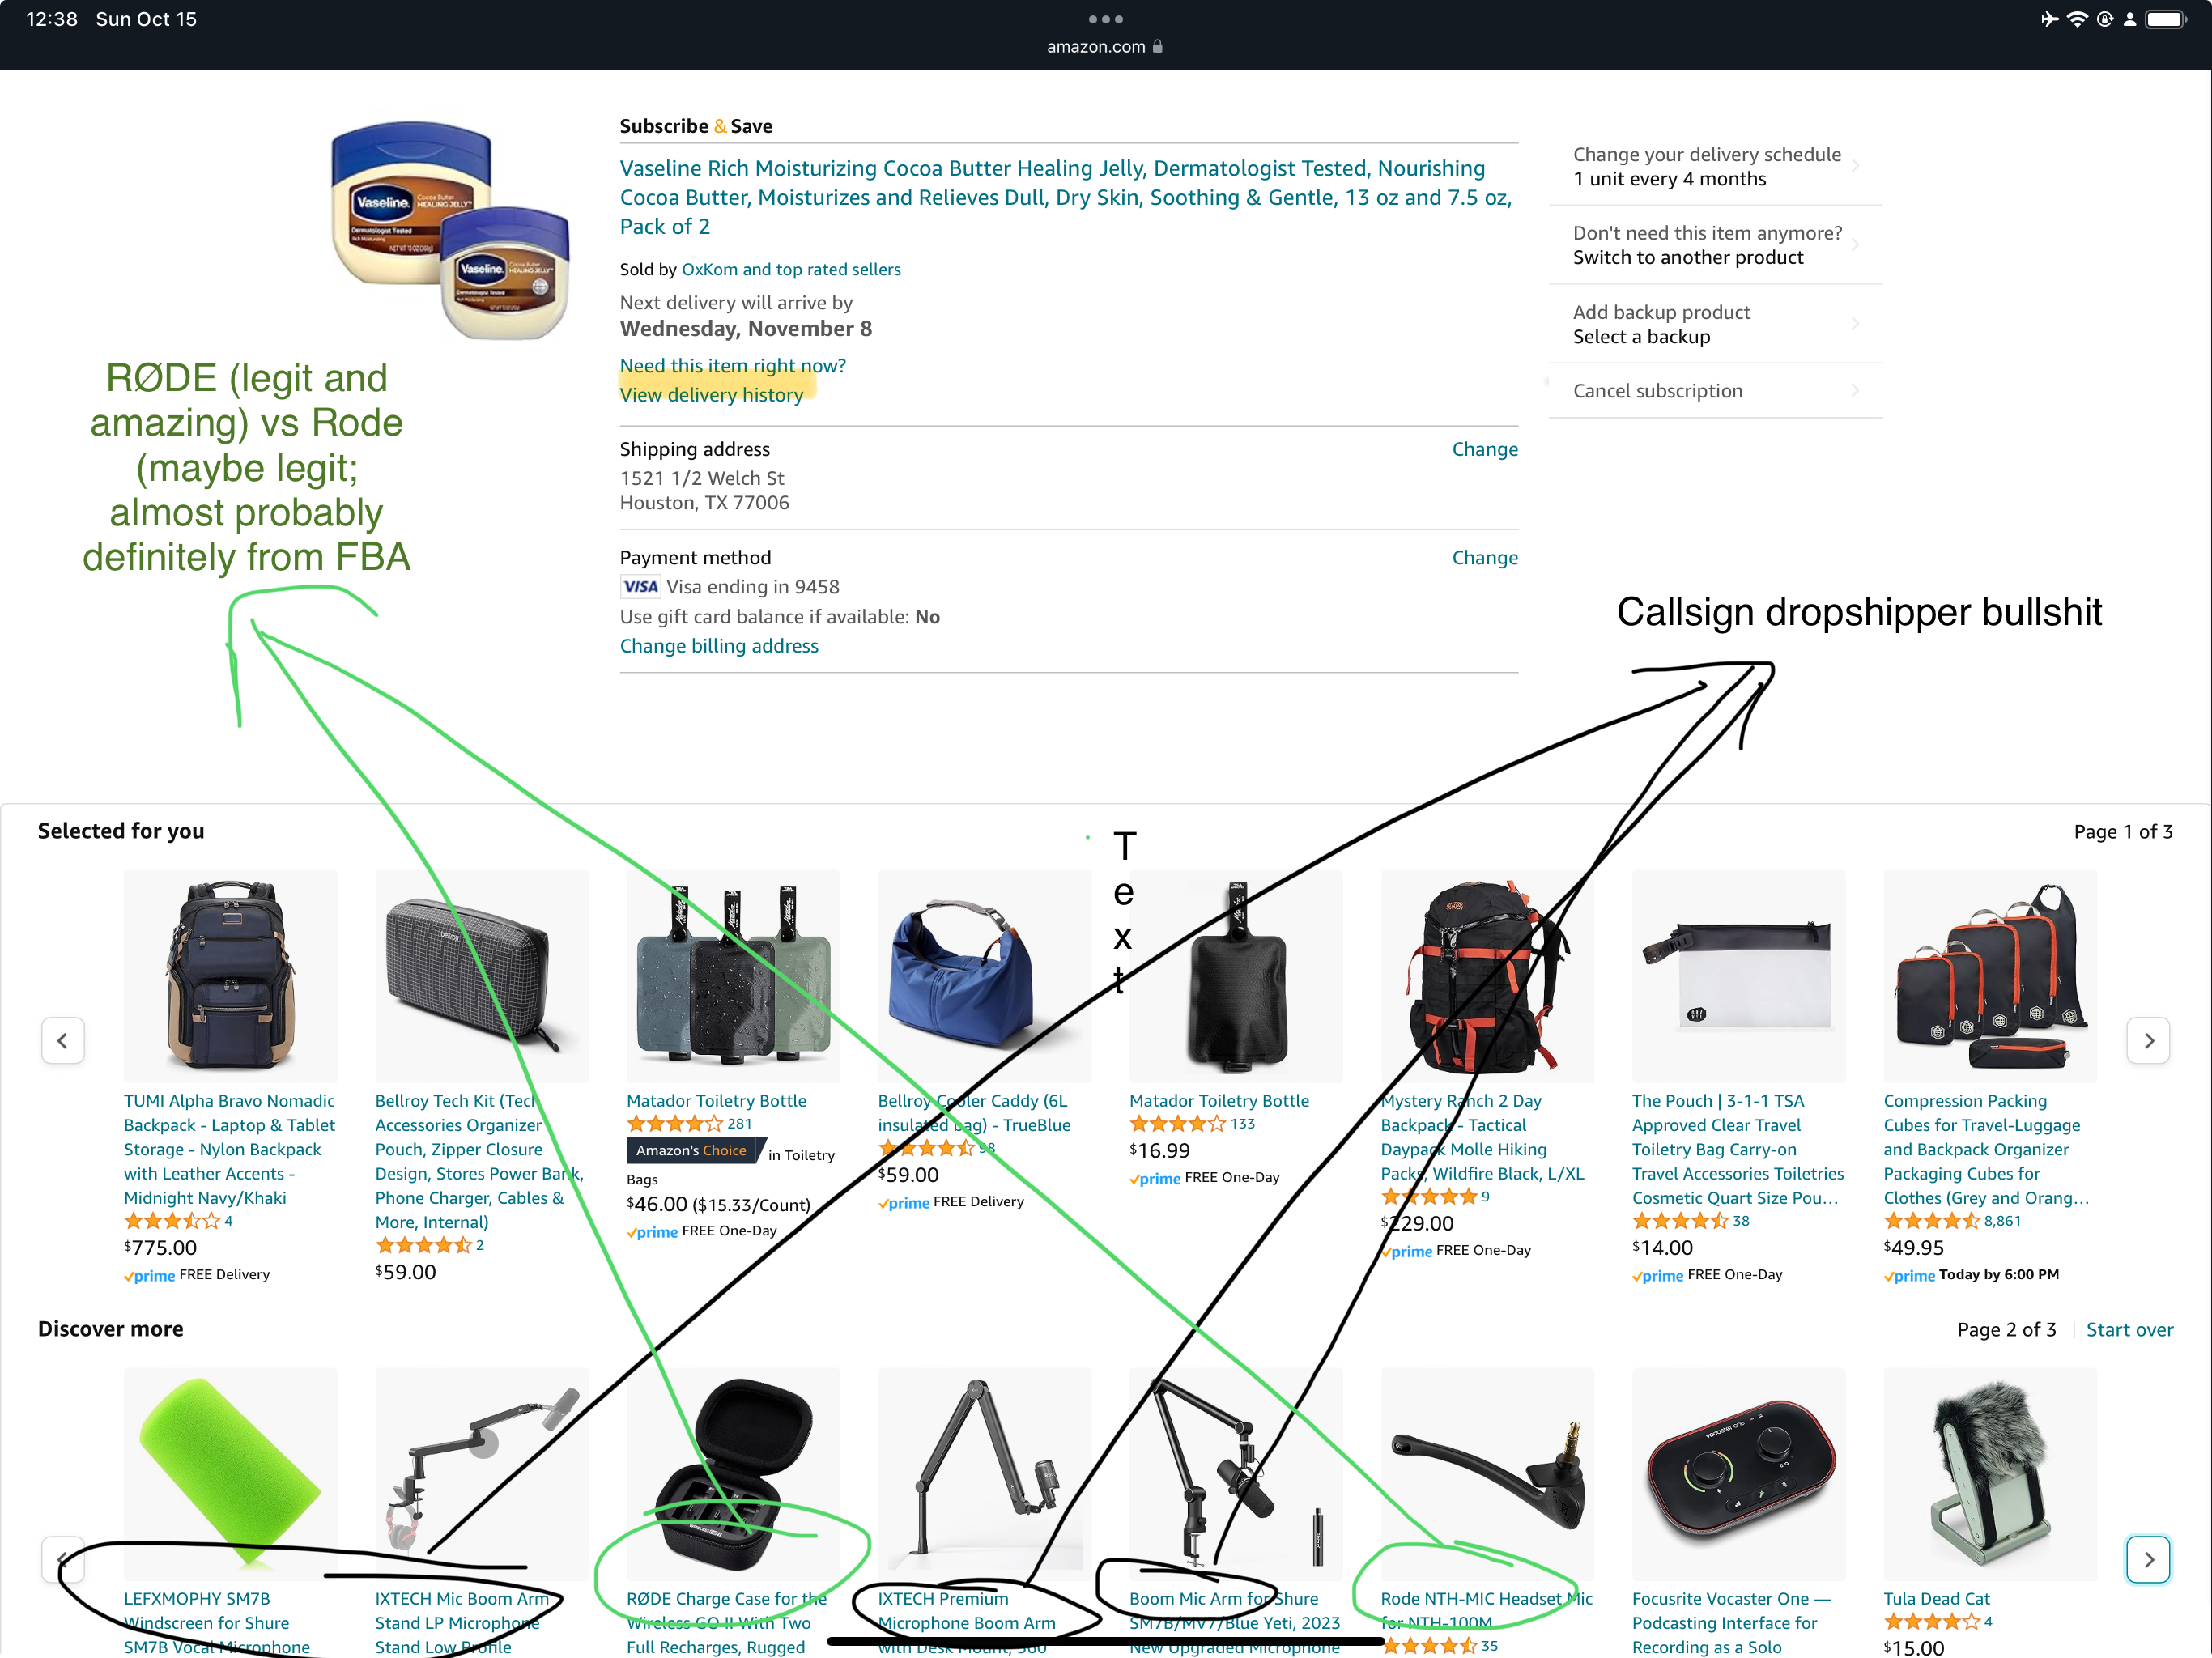 12:38 Sun Oct 15
amazon.com
Subscribe & Save
Vaseline Rich Moisturizing Cocoa Butter Healing Jelly, Dermatologist Tested, Nourishing
Cocoa Butter, Moisturizes and Relieves Dull, Dry Skin, Soothing & Gentle, 13 oz and 7.5 oz,
Pack of 2
Sold by OxKom and top rated sellers
Next delivery will arrive by
Wednesday, November 8
Need this item right now?
View delivery history
Shipping address
Change
1521 1/2 Welch St
Houston, TX 77006
Payment method
Change
VISA Visa ending in 9458
Use gift card balance if available: No
Change billing address
Change your delivery schedule
1 unit every 4 months
Don't need this item anymore?
Switch to another product
Add backup product
Select a backup
Cancel subscription
Vaseline.
Cocoa Butter
HEALING JELLY
Dermatologist Tested
Vaseline.
HEALING JELLY
Dermatologist Tested
RØDE (legit and
amazing) vs Rode
(maybe legit;
almost probably
definitely from FBA
Callsign dropshipper bullshit
T
e
x
t
Selected for you
Page 1 of 3
TUMI Alpha Bravo Nomadic
Backpack - Laptop & Tablet
Storage - Nylon Backpack
with Leather Accents -
Midnight Navy/Khaki
4
$775.00
prime FREE Delivery
bellroy
Bellroy Tech Kit (Tech
Accessories Organizer
Pouch, Zipper Closure
Design, Stores Power Bank,
Phone Charger, Cables &
More, Internal)
2
$59.00
Matador
Matador
Matador
Matador Toiletry Bottle
281
Amazon's Choice in Toiletry
Bags
$46.00 ($15.33/Count)
prime FREE One-Day
Bellroy Cooler Caddy (6L
insulated bag) - TrueBlue
98
$59.00
prime FREE Delivery
Matador
Matador Toiletry Bottle
133
$16.99
prime FREE One-Day
Mystery Ranch 2 Day
Backpack - Tactical
Daypack Molle Hiking
Packs, Wildfire Black, L/XL
9
$229.00
prime FREE One-Day
The Pouch | 3-1-1 TSA
Approved Clear Travel
Toiletry Bag Carry-on
Travel Accessories Toiletries
Cosmetic Quart Size Pou…
38
$14.00
prime FREE One-Day
Compression Packing
Cubes for Travel-Luggage
and Backpack Organizer
Packaging Cubes for
Clothes (Grey and Orang…
8,861
$49.95
prime Today by 6:00 PM
Discover more
Page 2 of 3 | Start over
LEFXMOPHY SM7B
Windscreen for Shure
SM7B Vocal Microphone
IXTECH Mic Boom Arm
Stand LP Microphone
Stand Low Profile
RØDE Charge Case for the
Wireless GO II With Two
Full Recharges, Rugged
IXTECH Premium
Microphone Boom Arm
with Desk Mount, 360
Boom Mic Arm for Shure
SM7B/MV7/Blue Yeti, 2023
New Upgraded Microphone
Rode NTH-MIC Headset Mic
for NTH-100M
35
vocaster one
Focusrite Vocaster One —
Podcasting Interface for
Recording as a Solo
Tula Dead Cat
4
$15.00